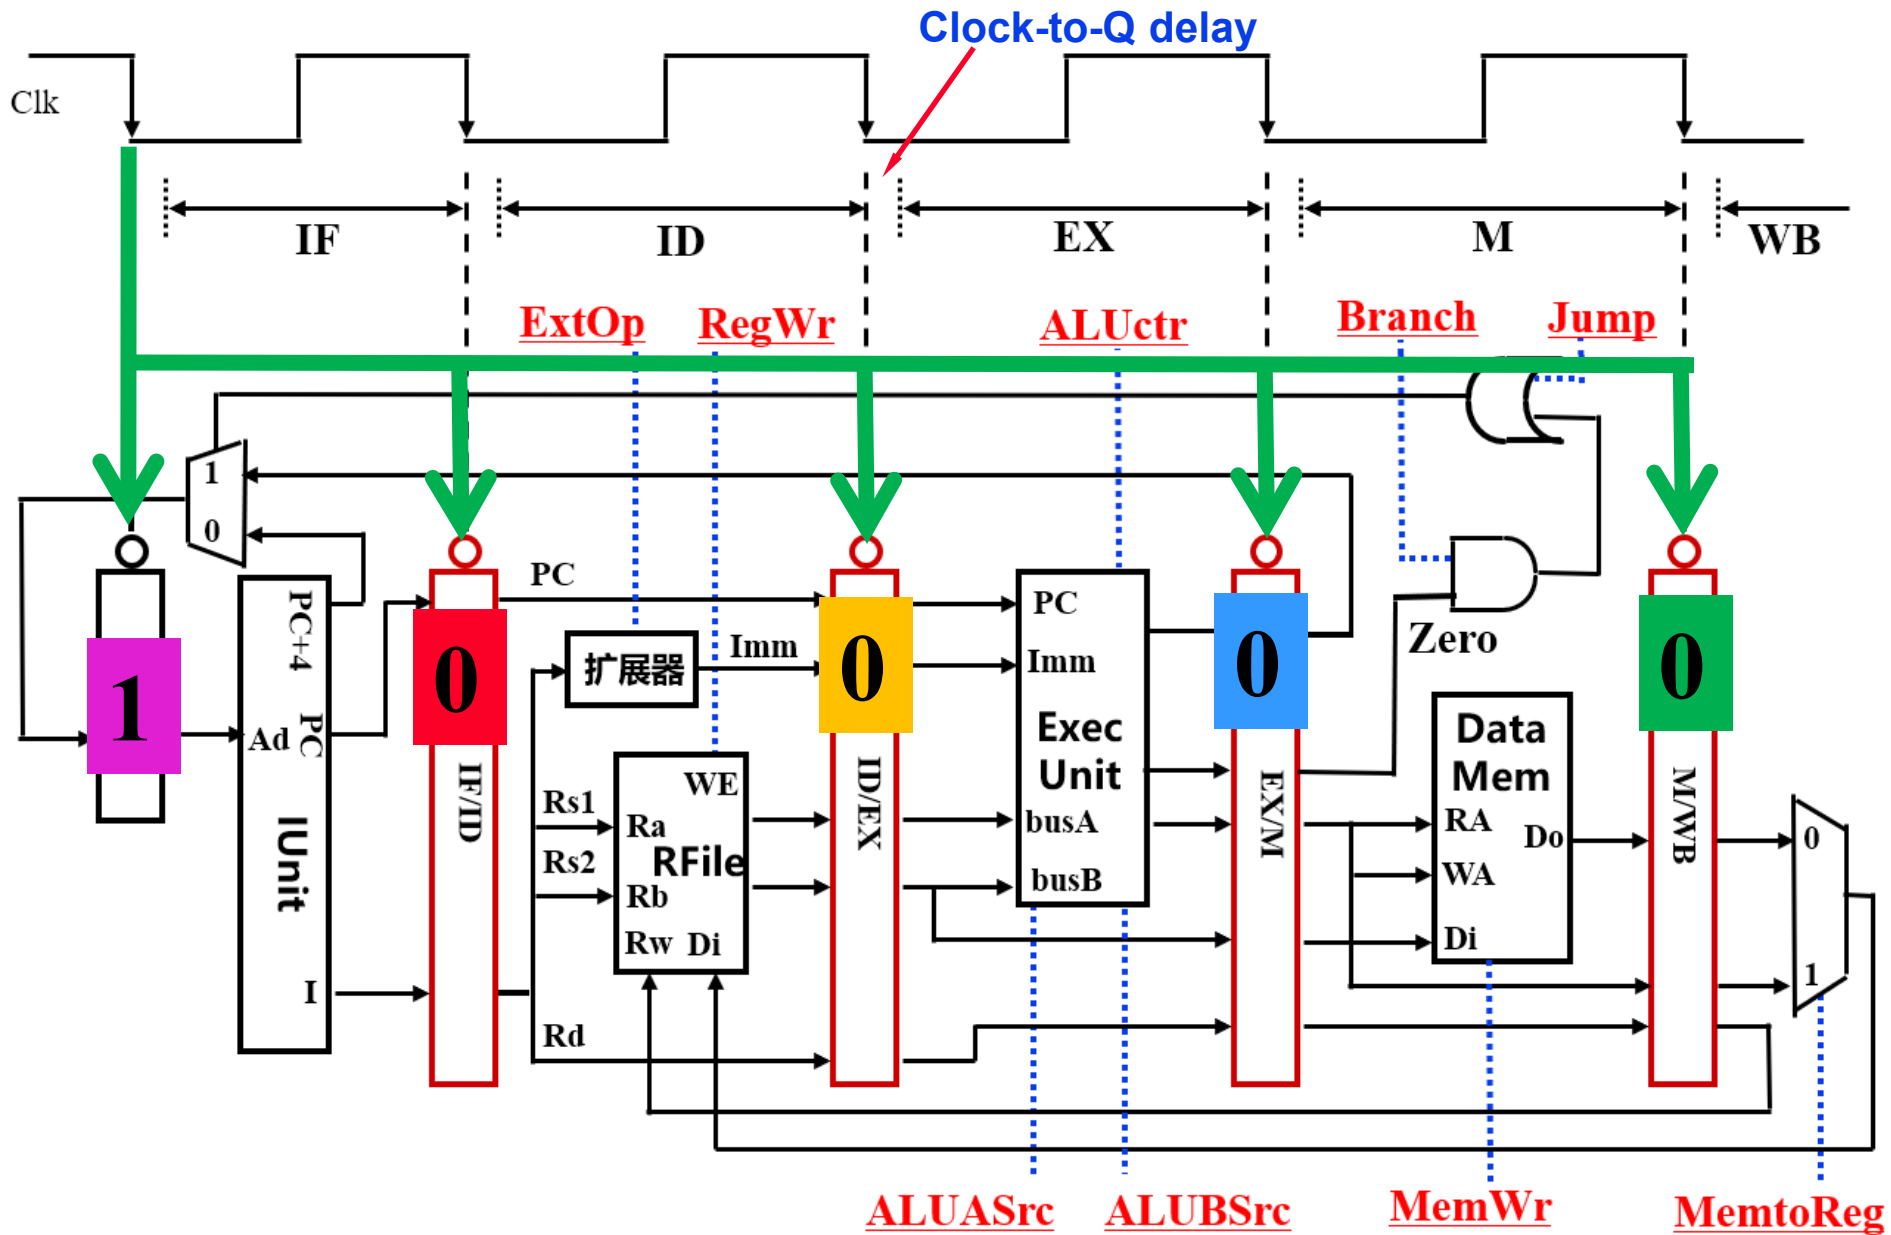 Clock-to-Q delay
Clk
IF
ID
EX
M
WB
ExtOp
RegWr
ALUctr
Branch
Jump
1
0
PC
PC+4
PC
Ad
IUnit
I
1
0
IF/ID
扩展器
Imm
Rs1
Rs2
Rd
WE
Ra
RFile
Rb
Rw Di
0
ID/EX
PC
Imm
Exec
Unit
busA
busB
0
EX/M
Zero
Data
Mem
RA
Do
WA
Di
0
M/WB
0
1
ALUASrc
ALUBSrc
MemWr
MemtoReg